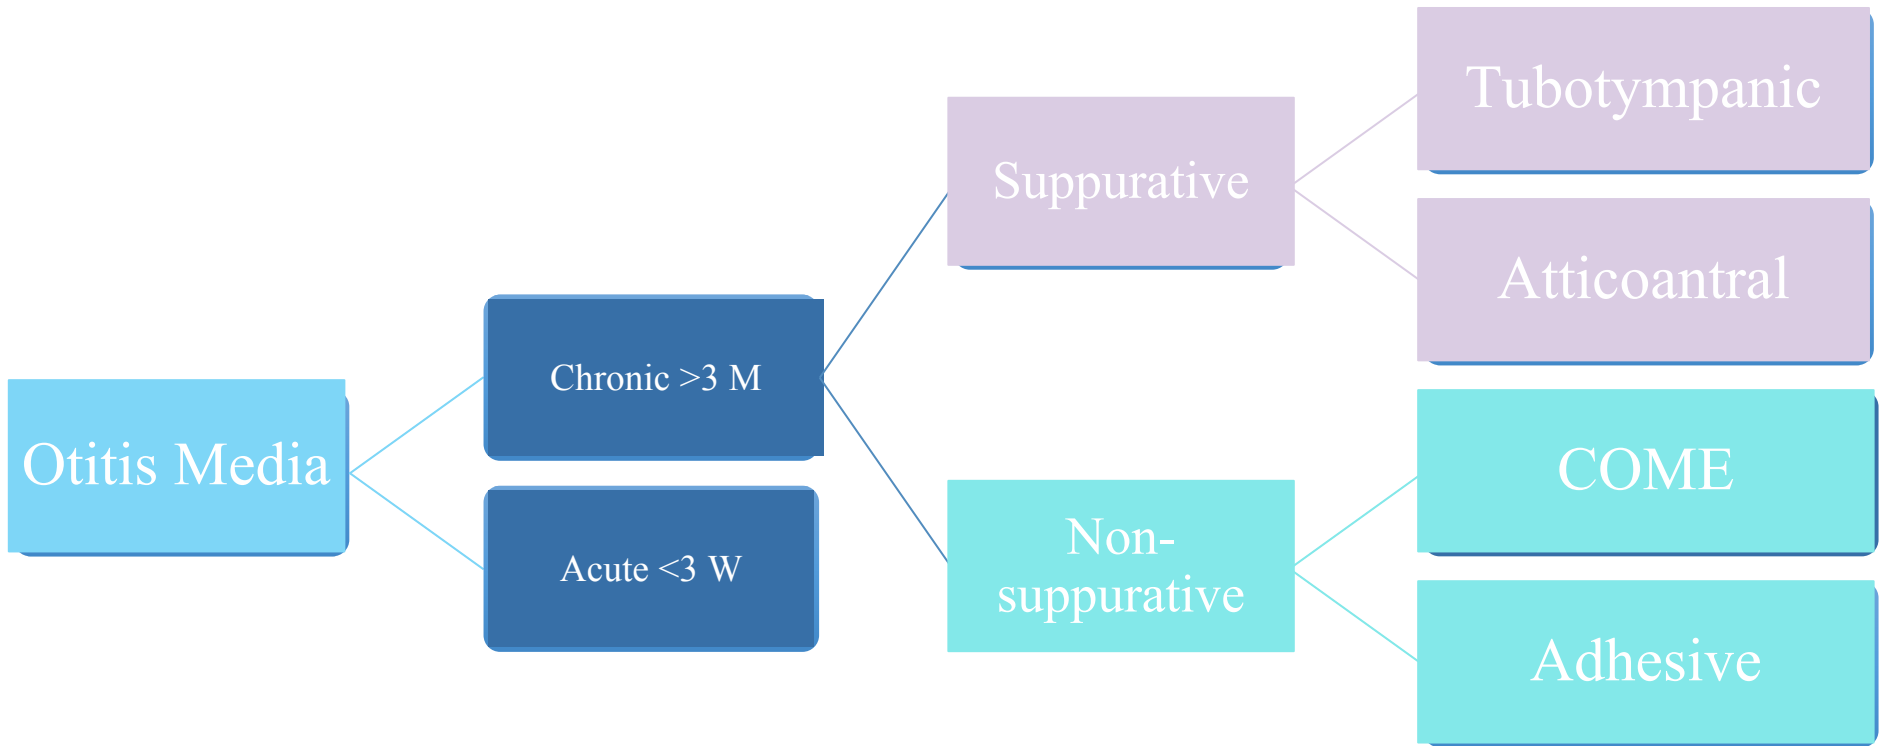 Otitis Media
Chronic >3 M
Acute <3 W
Suppurative
Non-
suppurative
Tubotympanic
Atticoantral
COME
Adhesive